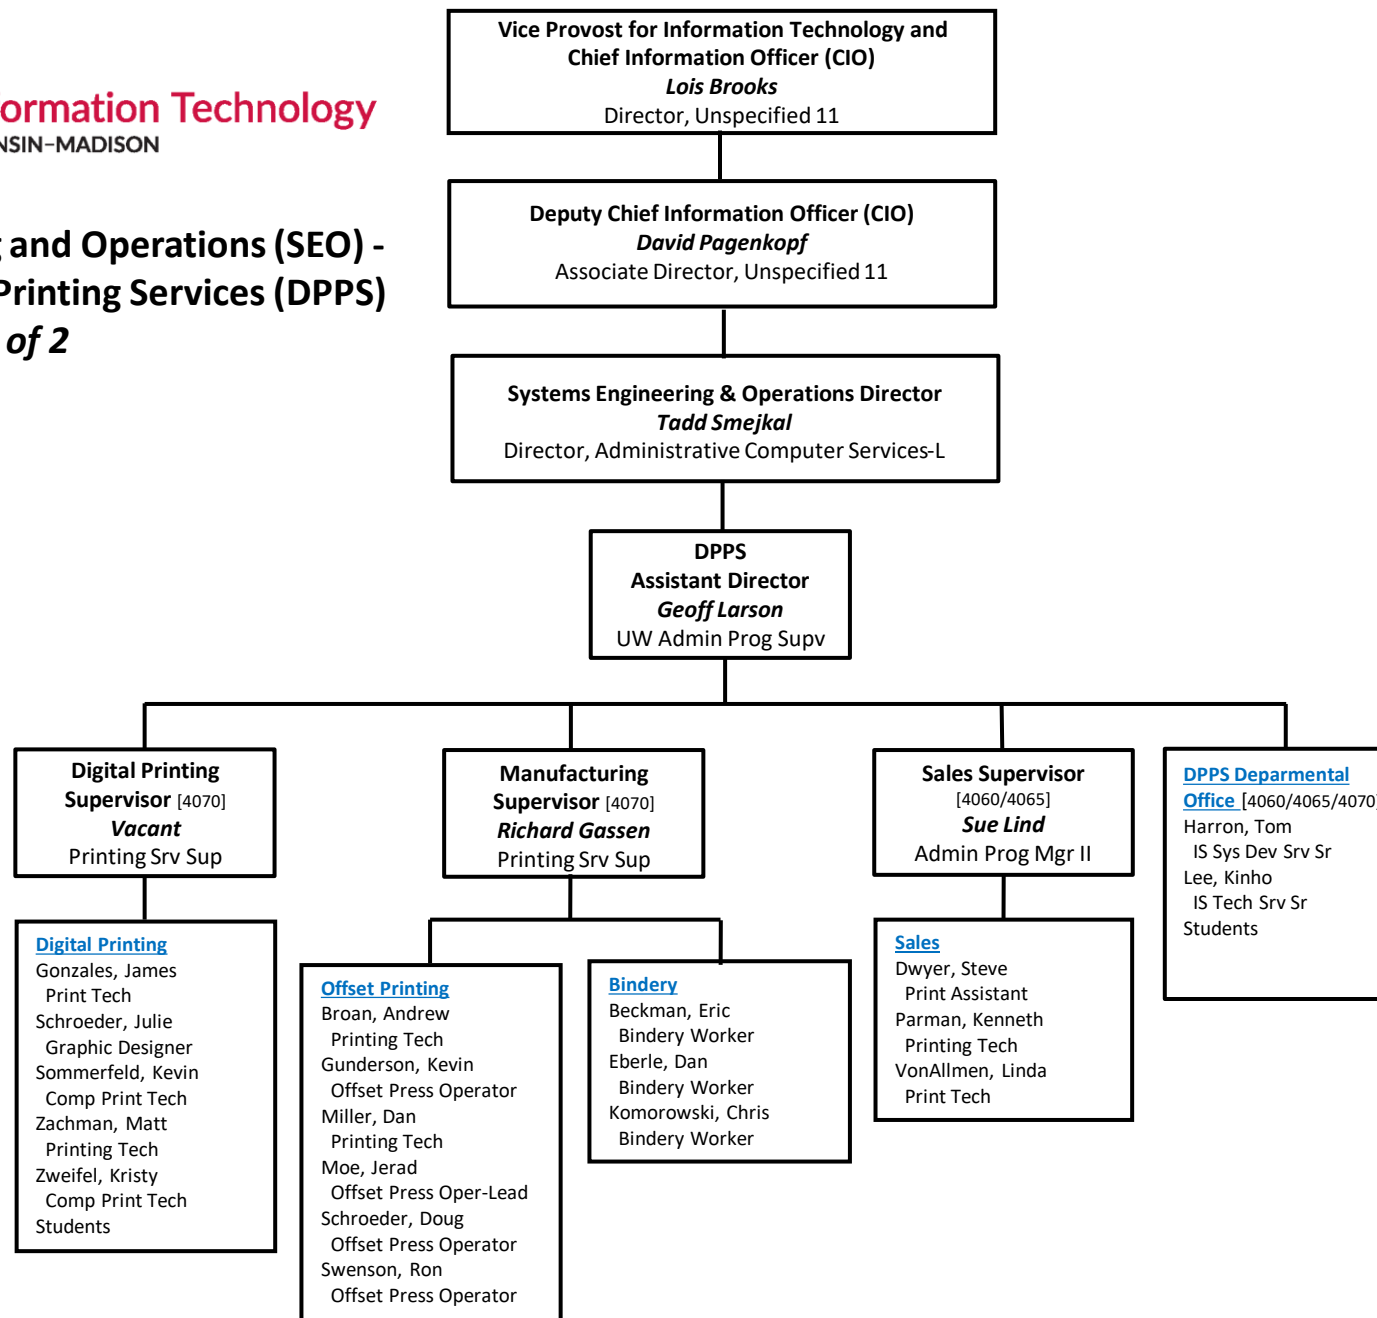 Vice Provost for Information Technology and
Chief Information Officer (CIO)
Lois Brooks
Director, Unspecified 11
formation Technology
NSIN–MADISON
Deputy Chief Information Officer (CIO)
David Pagenkopf
Associate Director, Unspecified 11
g and Operations (SEO) -
Printing Services (DPPS)
of 2
Systems Engineering & Operations Director
Tadd Smejkal
Director, Administrative Computer Services-L
DPPS
Assistant Director
Geoff Larson
UW Admin Prog Supv
Digital Printing
Supervisor [4070]
Vacant
Printing Srv Sup
Manufacturing
Supervisor [4070]
Richard Gassen
Printing Srv Sup
Sales Supervisor
[4060/4065]
Sue Lind
Admin Prog Mgr II
DPPS Deparmental
Office [4060/4065/4070]
Harron, Tom
IS Sys Dev Srv Sr
Lee, Kinho
IS Tech Srv Sr
Students
Digital Printing
Gonzales, James
Print Tech
Schroeder, Julie
Graphic Designer
Sommerfeld, Kevin
Comp Print Tech
Zachman, Matt
Printing Tech
Zweifel, Kristy
Comp Print Tech
Students
Offset Printing
Broan, Andrew
Printing Tech
Gunderson, Kevin
Offset Press Operator
Miller, Dan
Printing Tech
Moe, Jerad
Offset Press Oper-Lead
Schroeder, Doug
Offset Press Operator
Swenson, Ron
Offset Press Operator
Bindery
Beckman, Eric
Bindery Worker
Eberle, Dan
Bindery Worker
Komorowski, Chris
Bindery Worker
Sales
Dwyer, Steve
Print Assistant
Parman, Kenneth
Printing Tech
VonAllmen, Linda
Print Tech